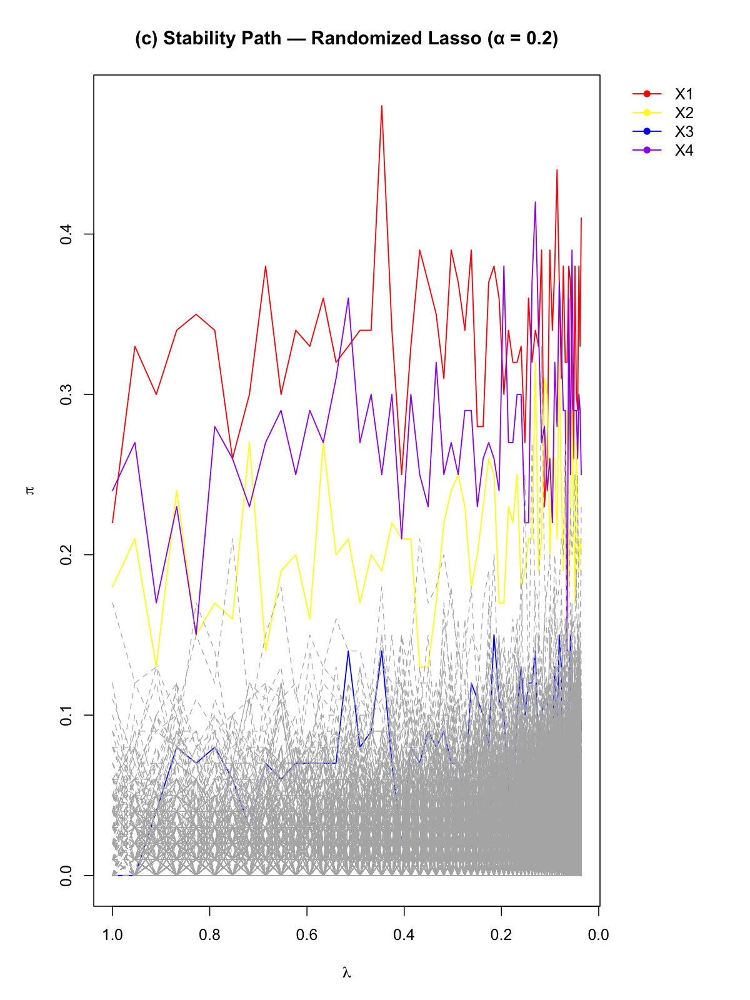 (c) Stability Path — Randomized Lasso (α = 0.2)
X1
X2
X3
X4
π
0.4
0.3
0.2
0.1
0.0
1.0 0.8 0.6 0.4 0.2 0.0
λ